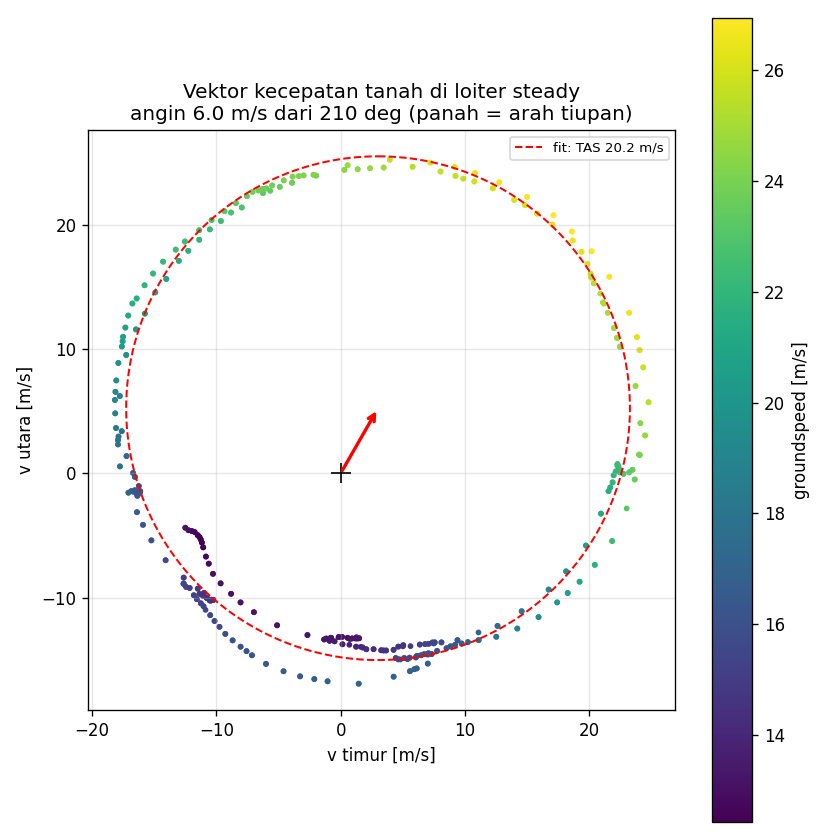 Vektor kecepatan tanah di loiter steady
angin 6.0 m/s dari 210 deg (panah = arah tiupan)
fit: TAS 20.2 m/s
v utara [m/s]
20
10
0
−10
−20
−10
0
10
20
v timur [m/s]
26
24
22
20
18
16
14
groundspeed [m/s]